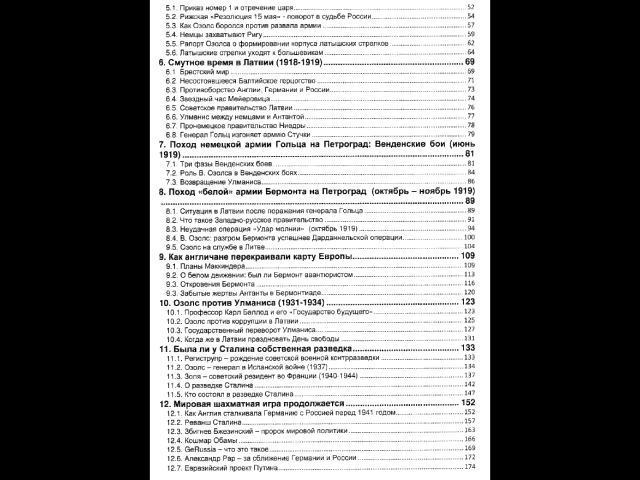 5.1. Приказ номер 1 и отречение царя 52
5.2. Рижская «Резолюция 15 мая» - поворот в судьбе России 54
5.3. Как Озолс боролся против развала армии 57
5.4. Немцы захватывают Ригу 59
5.5. Рапорт Озолса о формировании корпуса латышских стрелков 62
5.6. Латышские стрелки уходят к большевикам 64
6. Смутное время в Латвии (1918-1919) 69
6.1 Брестский мир 69
6.2. Несостоявшееся Балтийское герцогство 71
6.3. Противоборство Англии, Германии и России 73
6.4. Звездный час Мейеровица 74
6.5. Советское правительство Латвии 76
6.6. Улманис между немцами и Антантой 77
6.7. Пронемецкое правительство Ниедры 78
6.8. Генерал Гольц изгоняет армию Стучки 79
7. Поход немецкой армии Гольца на Петроград: Венденские бои (июнь
1919) 81
7.1. Три фазы Венденских боев 81
7.2. Роль В. Озолса в Венденских боях 84
7.3. Возвращение Улманиса 86
8. Поход «белой» армии Бермонта на Петроград (октябрь – ноябрь 1919)
89
8.1. Ситуация в Латвии после поражения генерала Гольца 89
8.2. Что такое Западно-русское правительство 91
8.3. Неудачная операция «Удар молнии» (октябрь 1919) 94
8.4. В. Озолс: разгром Бермонта успешнее Дарданелльской операции 100
9.5. Озолс на службе в Литве 104
9. Как англичане перекраивали карту Европы 109
9.1. Планы Маккиндера 109
9.2. О белом движении: был ли Бермонт авантюристом 113
9.3. Откровения Бермонта 116
9.3. Забытые жертвы Антанты в Бермонтиаде 120
10. Озолс против Улманиса (1931-1934) 123
10.1. Профессор Карл Баллод и его «Государство будущего» 123
10.2. Озолс против коррупции в Латвии 125
10.3. Государственный переворот Улманиса 127
10.4. Когда же в Латвии праздновать День свободы 131
11. Была ли у Сталина собственная разведка 133
11.1. Региструпр – рождение советской военной контрразведки 133
11.2. Озолс – генерал в Испанской войне (1937) 134
11.3. Золя – советский резидент во Франции (1940-1944) 137
11.4. О разведке Сталина 142
11.5. Кто состоял в разведке Сталина 147
12. Мировая шахматная игра продолжается 152
12.1. Как Англия сталкивала Германию с Россией перед 1941 годом 152
12.2. Реванш Сталина 157
12.3. Збигнев Бжезинский – пророк мировой политики 163
12.4. Кошмар Обамы 166
12.5. GeRussia – что это такое 169
12.6. Александр Рар – за сближение Германии и России 172
12.7. Евразийский проект Путина 174